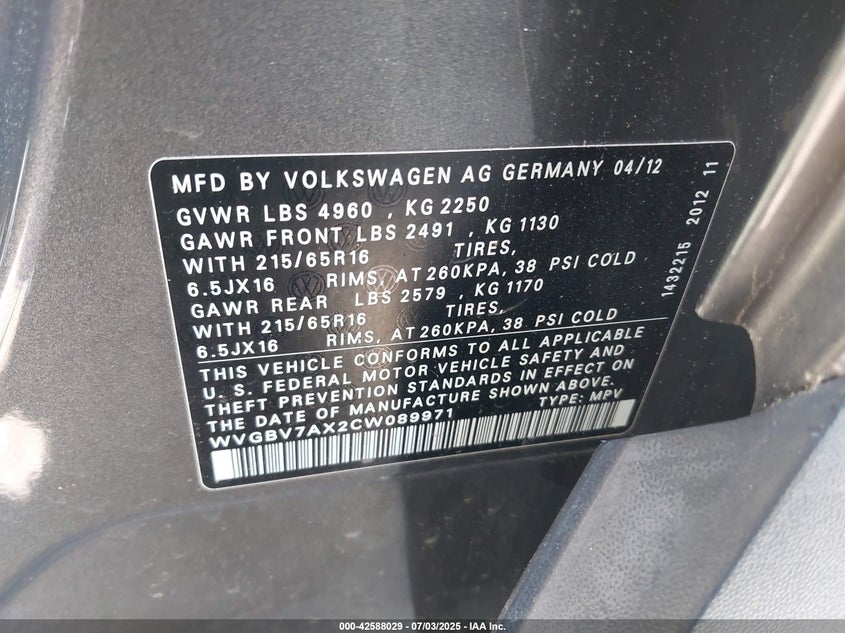 MFD BY VOLKSWAGEN AG GERMANY 04/12
GVWR LBS 4960 , KG 2250
GAWR FRONT LBS 2491 , KG 1130
WITH 215/65R16 TIRES,
6.5JX16 RIMS, AT 260KPA, 38 PSI COLD
GAWR REAR LBS 2579 , KG 1170
WITH 215/65R16 TIRES,
6.5JX16 RIMS, AT 260KPA, 38 PSI COLD
THIS VEHICLE CONFORMS TO ALL APPLICABLE
U. S. FEDERAL MOTOR VEHICLE SAFETY AND
THEFT PREVENTION STANDARDS IN EFFECT ON
THE DATE OF MANUFACTURE SHOWN ABOVE.
WVGBV7AX2CW089971 TYPE: MPV
1432215 2012 11
000-42588029 - 07/03/2025 - IAA Inc.